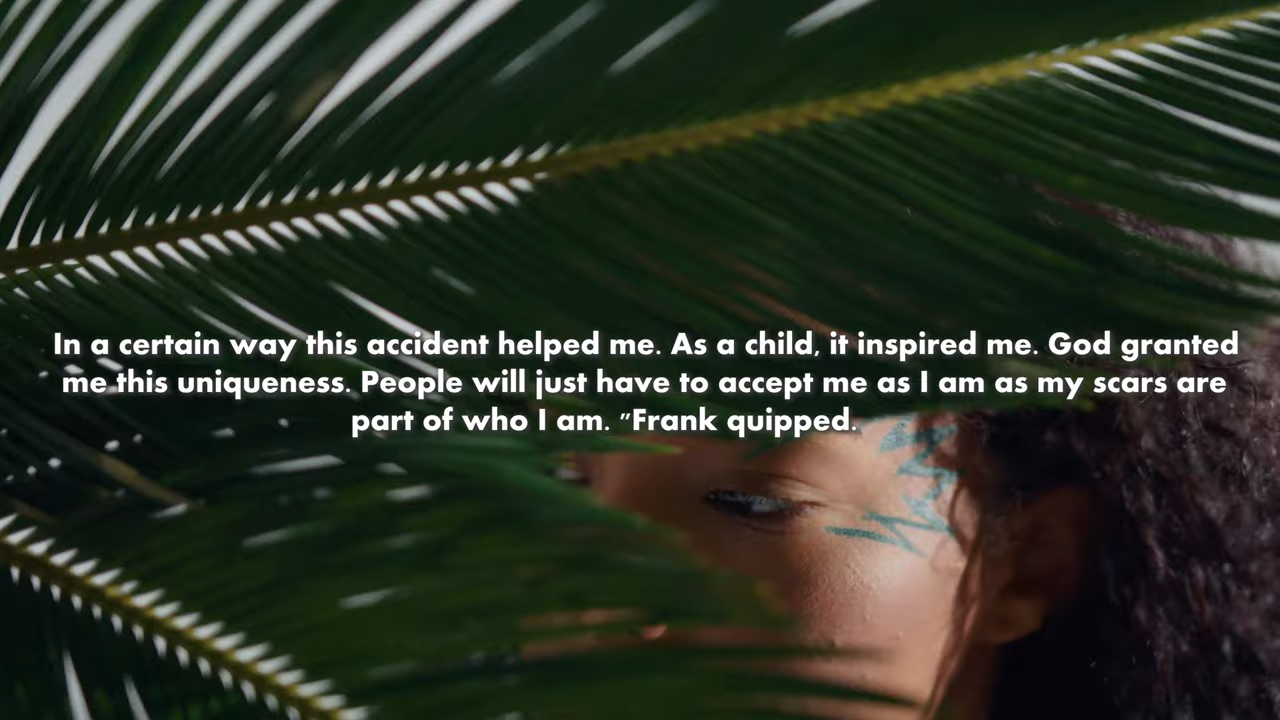 In a certain way this accident helped me. As a child, it inspired me. God granted
me this uniqueness. People will just have to accept me as I am as my scars are
part of who I am. "Frank quipped.